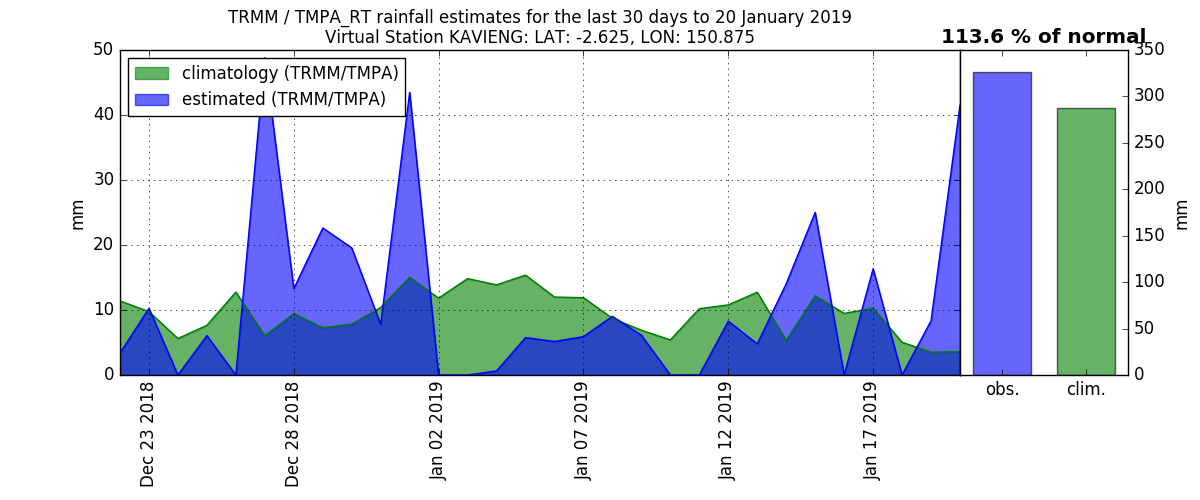 TRMM / TMPA_RT rainfall estimates for the last 30 days to 20 January 2019
Virtual Station KAVIENG: LAT: -2.625, LON: 150.875
113.6 % of normal
climatology (TRMM/TMPA)
estimated (TRMM/TMPA)
50
40
30
20
10
0
mm
Dec 23 2018
Dec 28 2018
Jan 02 2019
Jan 07 2019
Jan 12 2019
Jan 17 2019
350
300
250
200
150
100
50
0
mm
obs.
clim.